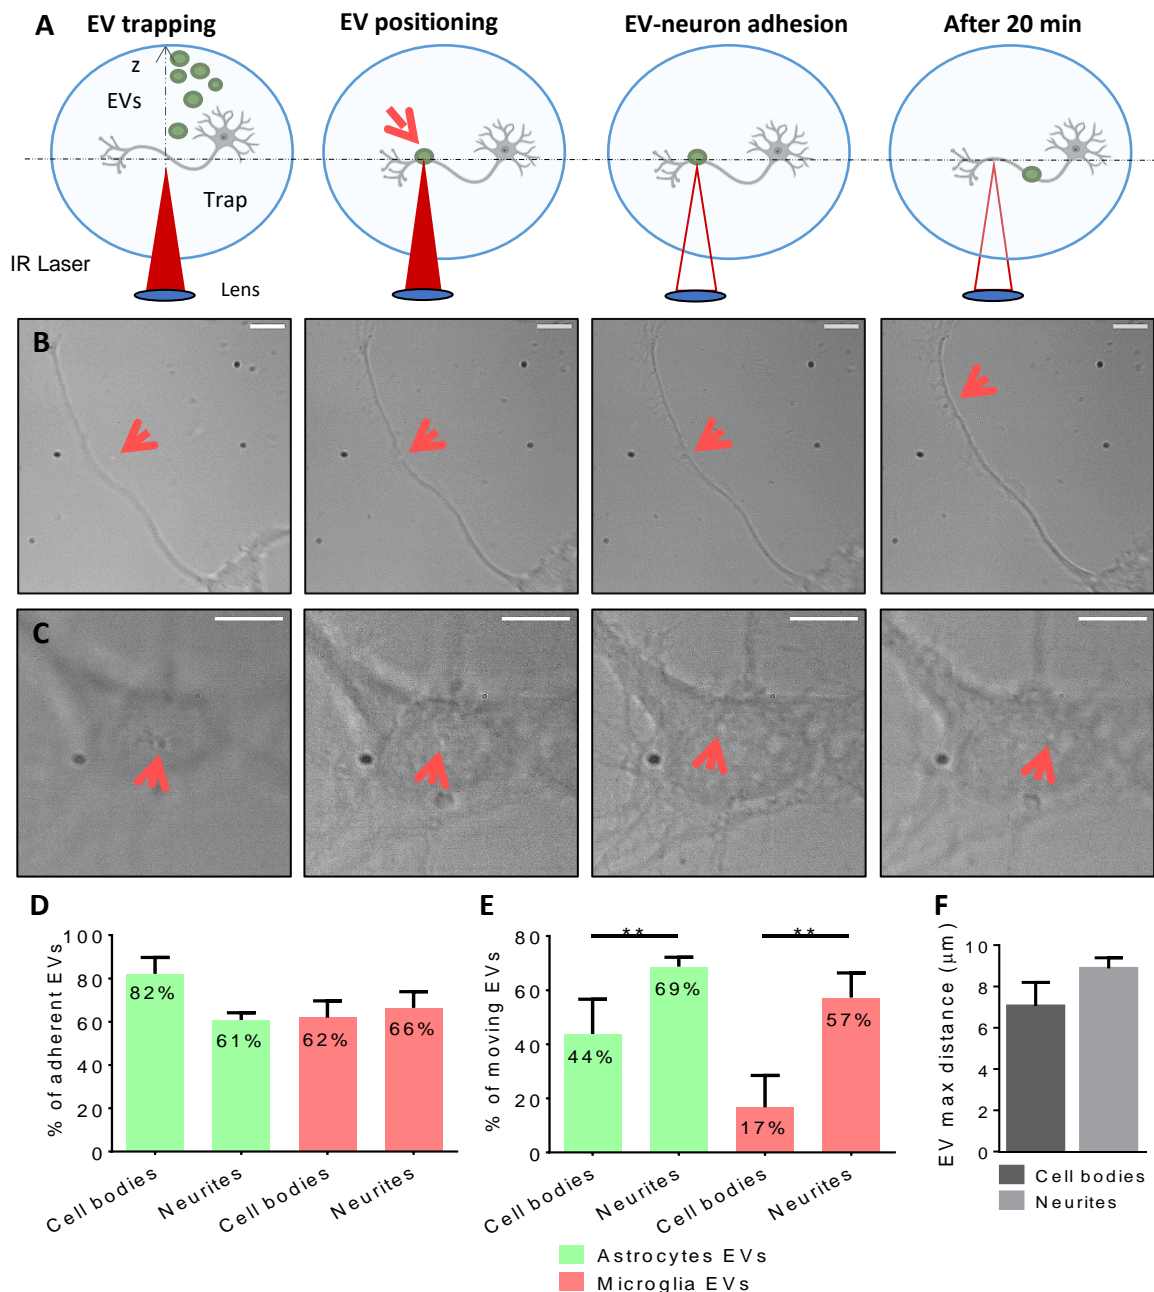 A
EV trapping
EV positioning
EV-neuron adhesion
After 20 min
z
EVs
Trap
IR Laser
Lens
B
C
D
% of adherent EVs
100
80
60
40
20
0
82%
61%
62%
66%
Cell bodies
Neurites
Cell bodies
Neurites
E
% of moving EVs
80
60
40
20
0
**
**
44%
69%
17%
57%
Cell bodies
Neurites
Cell bodies
Neurites
Astrocytes EVs
Microglia EVs
F
EV max distance (μm)
10
8
6
4
2
0
Cell bodies
Neurites